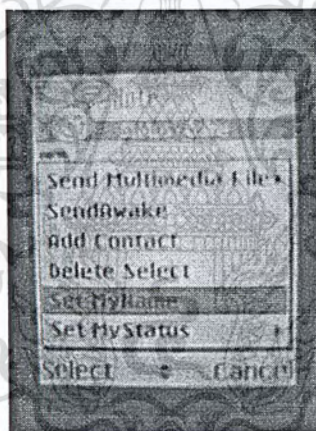 Send Multimedia File
SendAwake
Add Contact
Delete Select
Set MyName
Set MyStatus
Select Cancel